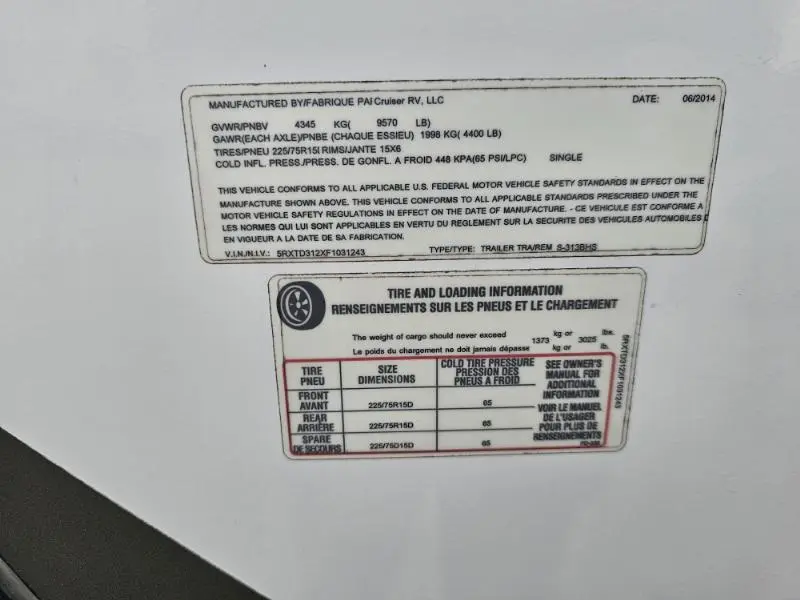 MANUFACTURED BY/FABRIQUE PAR Cruiser RV, LLC DATE: 06/2014
GVWR/PNBV 4345 KG( 9570 LB)
GAWR(EACH AXLE)/PNBE (CHAQUE ESSIEU) 1998 KG( 4400 LB)
TIRES/PNEU 225/75R15( RIMS/JANTE 15X6
COLD INFL. PRESS./PRESS. DE GONFL. A FROID 448 KPA(65 PSI/LPC) SINGLE
THIS VEHICLE CONFORMS TO ALL APPLICABLE U.S. FEDERAL MOTOR VEHICLE SAFETY STANDARDS IN EFFECT ON THE
MANUFACTURE SHOWN ABOVE. THIS VEHICLE CONFORMS TO ALL APPLICABLE STANDARDS PRESCRIBED UNDER THE
MOTOR VEHICLE SAFETY REGULATIONS IN EFFECT ON THE DATE OF MANUFACTURE. - CE VEHICULE EST CONFORME A
LES NORMES QUI LUI SONT APPLICABLES EN VERTU DU REGLEMENT SUR LA SECURITE DES VEHICULES AUTOMOBILES
EN VIGUEUR A LA DATE DE SA FABRICATION.
V.I.N./N.I.V.: 5RXTD312XF1031243 TYPE/TYPE: TRAILER TRA/REM S-313BHS
TIRE AND LOADING INFORMATION
RENSEIGNEMENTS SUR LES PNEUS ET LE CHARGEMENT
The weight of cargo should never exceed 1373 kg or 3025 lbs.
Le poids du chargement ne doit jamais dépasse kg or lb.
TIRE PNEU
SIZE DIMENSIONS
COLD TIRE PRESSURE
PRESSION DES
PNEUS A FROID
SEE OWNER'S
MANUAL FOR
ADDITIONAL
INFORMATION
FRONT AVANT 225/75R15D 65
REAR ARRIÈRE 225/75R15D 65
SPARE DE SECOURS 225/75D15D 65
VOIR LE MANUEL
DE L'USAGER
POUR PLUS DE
RENSEIGNEMENTS
5RXTD312XF1031243